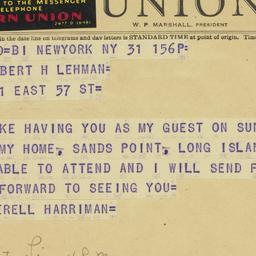 TO THE MESSENGER
TELEPHONE
RN UNION
UNION
W. P. MARSHALL, PRESIDENT
in the date line on telegrams and day letters is STANDARD TIME at point of origin. Time
O=BI NEWYORK NY 31 156P=
BERT H LEHMAN=
1 EAST 57 ST=
KE HAVING YOU AS MY GUEST ON SUN
MY HOME, SANDS POINT, LONG ISLAN
ABLE TO ATTEND AND I WILL SEND F
FORWARD TO SEEING YOU=
ERELL HARRIMAN=